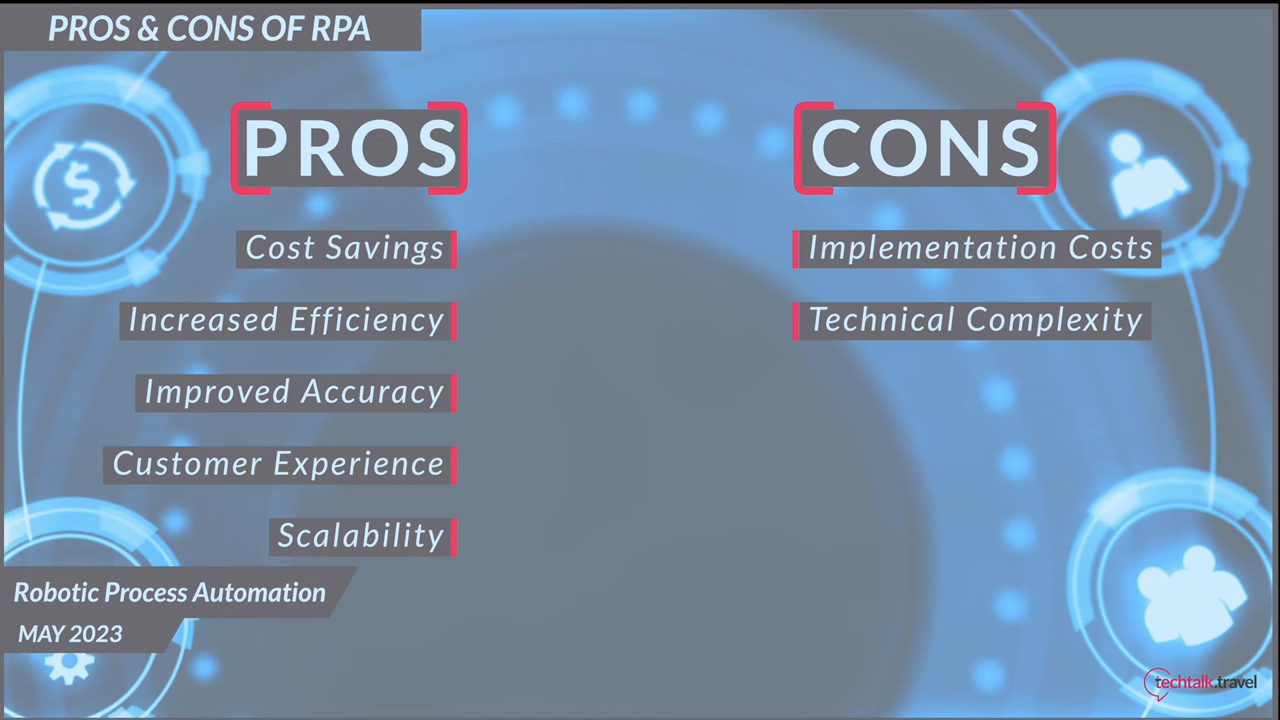 PROS & CONS OF RPA
PROS
Cost Savings
Increased Efficiency
Improved Accuracy
Customer Experience
Scalability
CONS
Implementation Costs
Technical Complexity
Robotic Process Automation
MAY 2023
techtalk.travel